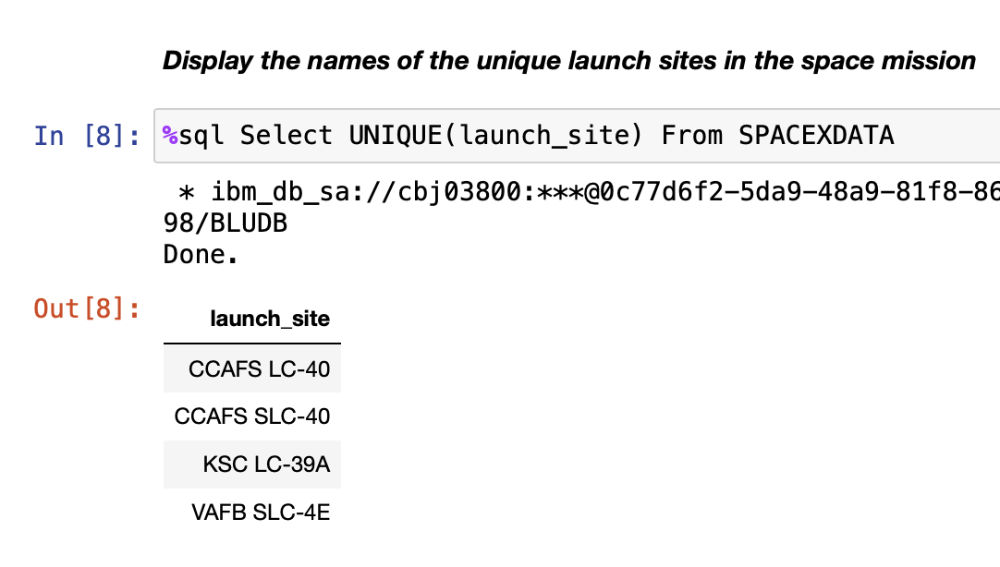 Display the names of the unique launch sites in the space mission
In [8]: %sql Select UNIQUE(launch_site) From SPACEXDATA
* ibm_db_sa://cbj03800:***@0c77d6f2-5da9-48a9-81f8-86
98/BLUDB
Done.
Out[8]:
launch_site
CCAFS LC-40
CCAFS SLC-40
KSC LC-39A
VAFB SLC-4E